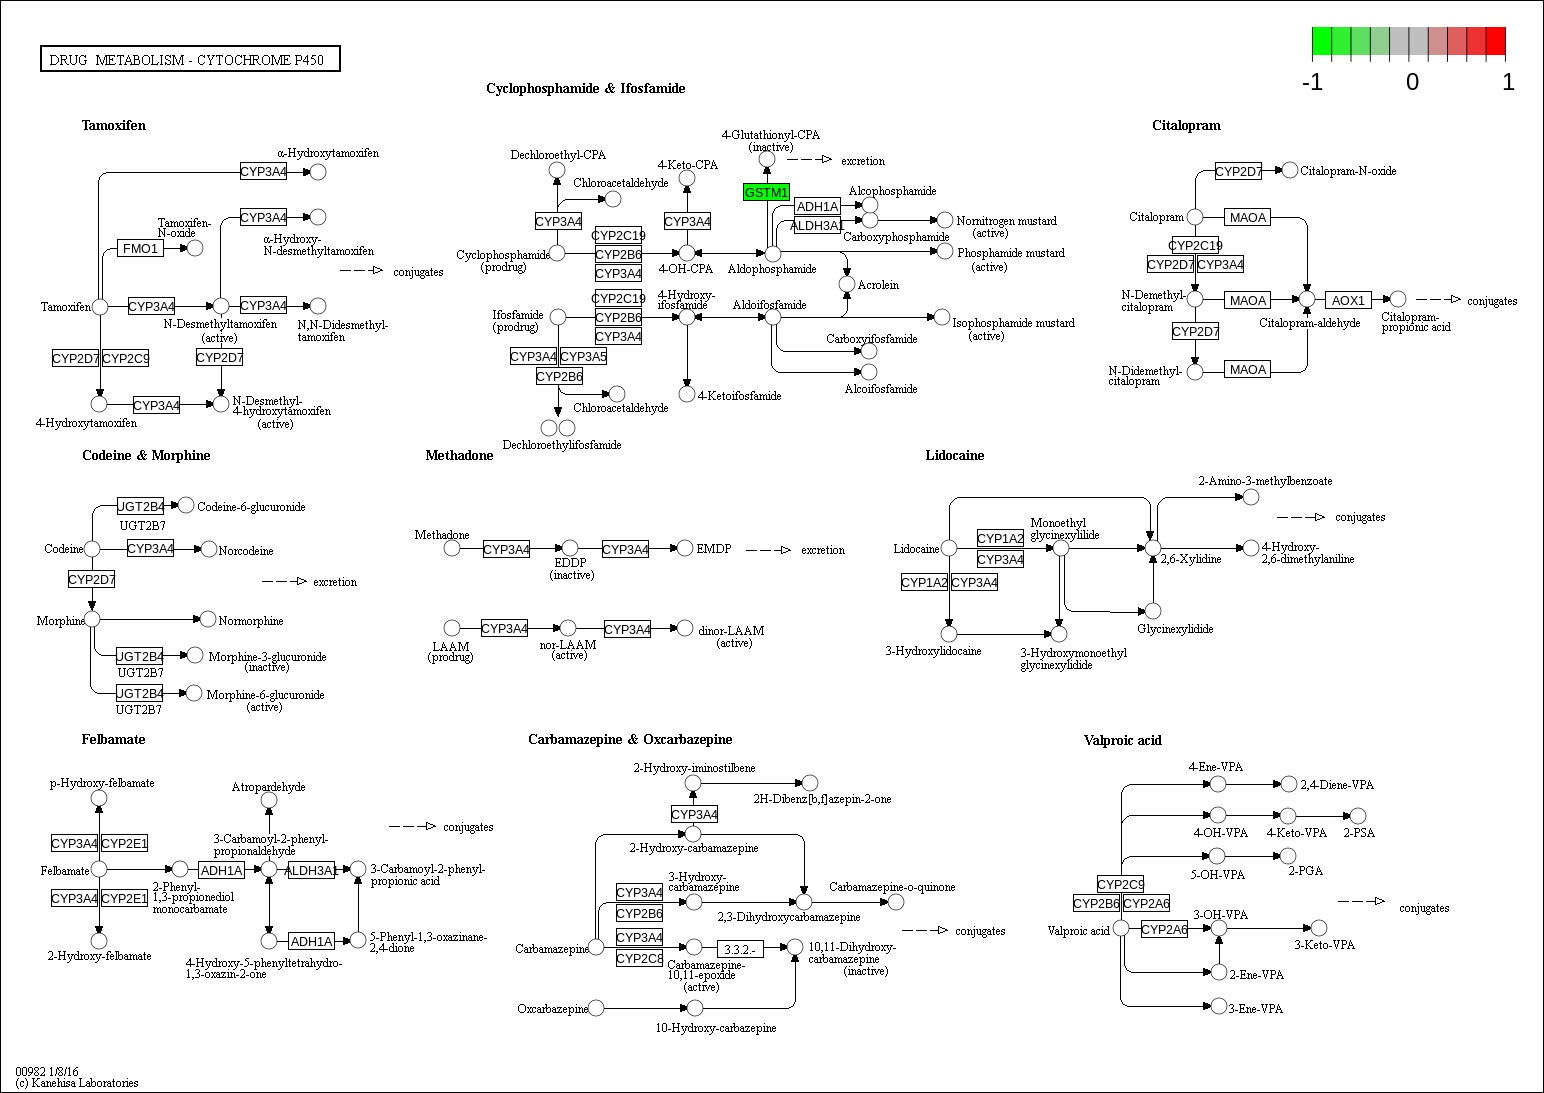 DRUG METABOLISM - CYTOCHROME P450
-1 0 1
Cyclophosphamide & Ifosfamide
Tamoxifen
α-Hydroxytamoxifen
CYP3A4
CYP3A4
Tamoxifen-
N-oxide
FMO1
α-Hydroxy-
N-desmethyltamoxifen
conjugates
Tamoxifen
CYP3A4
CYP3A4
N-Desmethyltamoxifen
(active)
N,N-Didesmethyl-
tamoxifen
CYP2D7 CYP2C9
CYP2D7
CYP3A4
4-Hydroxytamoxifen
N-Desmethyl-
4-hydroxytamoxifen
(active)
4-Glutathionyl-CPA
(inactive)
excretion
Dechloroethyl-CPA
4-Keto-CPA
Chloroacetaldehyde
GSTM1
Alcophosphamide
ADH1A
CYP3A4
CYP3A4
ALDH3A1
Nornitrogen mustard
(active)
Carboxyphosphamide
CYP2C19
CYP2B6
CYP3A4
Cyclophosphamide
(prodrug)
4-OH-CPA
Aldophosphamide
Phosphamide mustard
(active)
Acrolein
CYP2C19
CYP2B6
CYP3A4
4-Hydroxy-
ifosfamide
Aldoifosfamide
Ifosfamide
(prodrug)
Isophosphamide mustard
(active)
Carboxyifosfamide
CYP3A4 CYP3A5
CYP2B6
Alcoifosfamide
4-Ketoifosfamide
Chloroacetaldehyde
Dechloroethylifosfamide
Citalopram
CYP2D7
Citalopram-N-oxide
Citalopram
MAOA
CYP2C19
CYP2D7 CYP3A4
N-Demethyl-
citalopram
MAOA
AOX1
conjugates
Citalopram-aldehyde
Citalopram-
propionic acid
CYP2D7
N-Didemethyl-
citalopram
MAOA
Codeine & Morphine
UGT2B4
UGT2B7
Codeine-6-glucuronide
Codeine
CYP3A4
Norcodeine
CYP2D7
excretion
Morphine
Normorphine
UGT2B4
UGT2B7
Morphine-3-glucuronide
(inactive)
UGT2B4
UGT2B7
Morphine-6-glucuronide
(active)
Methadone
Methadone
CYP3A4
EDDP
(inactive)
CYP3A4
EMDP
excretion
LAAM
(prodrug)
CYP3A4
nor-LAAM
(active)
CYP3A4
dinor-LAAM
(active)
Lidocaine
2-Amino-3-methylbenzoate
conjugates
Monoethyl
glycinexylilide
Lidocaine
CYP1A2
CYP3A4
2,6-Xylidine
4-Hydroxy-
2,6-dimethylaniline
CYP1A2 CYP3A4
Glycinexylidide
3-Hydroxylidocaine
3-Hydroxymonoethyl
glycinexylidide
Felbamate
p-Hydroxy-felbamate
Atropardehyde
conjugates
CYP3A4 CYP2E1
3-Carbamoyl-2-phenyl-
propionaldehyde
Felbamate
ADH1A
ALDH3A1
3-Carbamoyl-2-phenyl-
propionic acid
CYP3A4 CYP2E1
2-Phenyl-
1,3-propionediol
monocarbamate
ADH1A
5-Phenyl-1,3-oxazinane-
2,4-dione
2-Hydroxy-felbamate
4-Hydroxy-5-phenyltetrahydro-
1,3-oxazin-2-one
Carbamazepine & Oxcarbazepine
2-Hydroxy-iminostilbene
2H-Dibenz[b,f]azepin-2-one
CYP3A4
2-Hydroxy-carbamazepine
CYP3A4
CYP2B6
3-Hydroxy-
carbamazepine
Carbamazepine-o-quinone
2,3-Dihydroxycarbamazepine
conjugates
CYP3A4
CYP2C8
Carbamazepine
3.3.2.-
10,11-Dihydroxy-
carbamazepine
(inactive)
Carbamazepine-
10,11-epoxide
(active)
Oxcarbazepine
10-Hydroxy-carbazepine
Valproic acid
4-Ene-VPA
2,4-Diene-VPA
4-OH-VPA
4-Keto-VPA
2-PSA
5-OH-VPA
2-PGA
CYP2C9
CYP2B6 CYP2A6
conjugates
Valproic acid
CYP2A6
3-OH-VPA
3-Keto-VPA
2-Ene-VPA
3-Ene-VPA
00982 1/8/16
(c) Kanehisa Laboratories